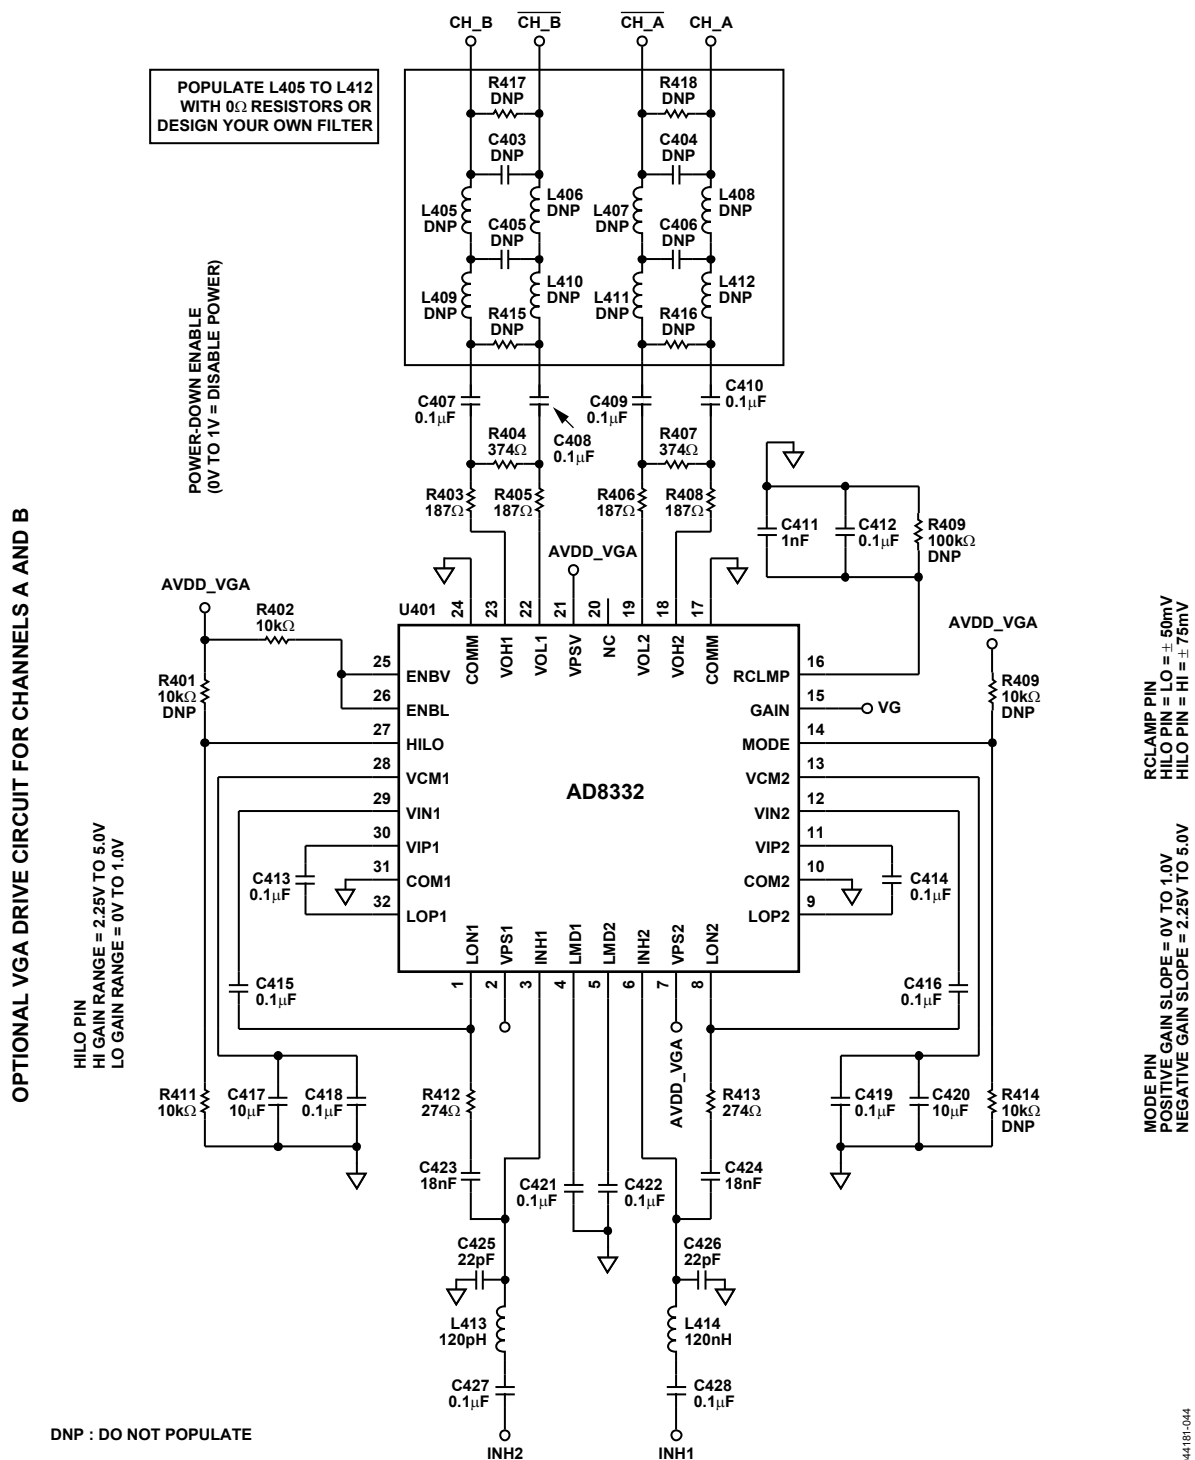 CH_B
CH_B
CH_A
CH_A
POPULATE L405 TO L412
WITH 0Ω RESISTORS OR
DESIGN YOUR OWN FILTER
R417
DNP
R418
DNP
C403
DNP
C404
DNP
L405
DNP
L406
DNP
L407
DNP
L408
DNP
C405
DNP
C406
DNP
L409
DNP
L410
DNP
L411
DNP
L412
DNP
R415
DNP
R416
DNP
POWER-DOWN ENABLE
(0V TO 1V = DISABLE POWER)
C407
0.1μF
C408
0.1μF
C409
0.1μF
C410
0.1μF
R404
374Ω
R407
374Ω
R403
187Ω
R405
187Ω
R406
187Ω
R408
187Ω
C411
1nF
C412
0.1μF
R409
100kΩ
DNP
OPTIONAL VGA DRIVE CIRCUIT FOR CHANNELS A AND B
AVDD_VGA
AVDD_VGA
AVDD_VGA
R402
10kΩ
R401
10kΩ
DNP
R409
10kΩ
DNP
U401
24
23
22
21
20
19
18
17
COMM
VOH1
VOL1
VPSV
NC
VOL2
VOH2
COMM
25
ENBV
26
ENBL
27
HILO
28
VCM1
29
VIN1
30
VIP1
31
COM1
32
LOP1
AD8332
16
RCLMP
15
GAIN
VG
14
MODE
13
VCM2
12
VIN2
11
VIP2
10
COM2
9
LOP2
LON1
VPS1
INH1
LMD1
LMD2
INH2
VPS2
LON2
1
2
3
4
5
6
7
8
RCLAMP PIN
HILO PIN = LO = ± 50mV
HILO PIN = HI = ± 75mV
HILO PIN
HI GAIN RANGE = 2.25V TO 5.0V
LO GAIN RANGE = 0V TO 1.0V
MODE PIN
POSITIVE GAIN SLOPE = 0V TO 1.0V
NEGATIVE GAIN SLOPE = 2.25V TO 5.0V
C413
0.1μF
C414
0.1μF
C415
0.1μF
C416
0.1μF
AVDD_VGA
R411
10kΩ
C417
10μF
C418
0.1μF
R412
274Ω
R413
274Ω
C419
0.1μF
C420
10μF
R414
10kΩ
DNP
C423
18nF
C421
0.1μF
C422
0.1μF
C424
18nF
C425
22pF
C426
22pF
L413
120pH
L414
120nH
C427
0.1μF
C428
0.1μF
INH2
INH1
DNP : DO NOT POPULATE